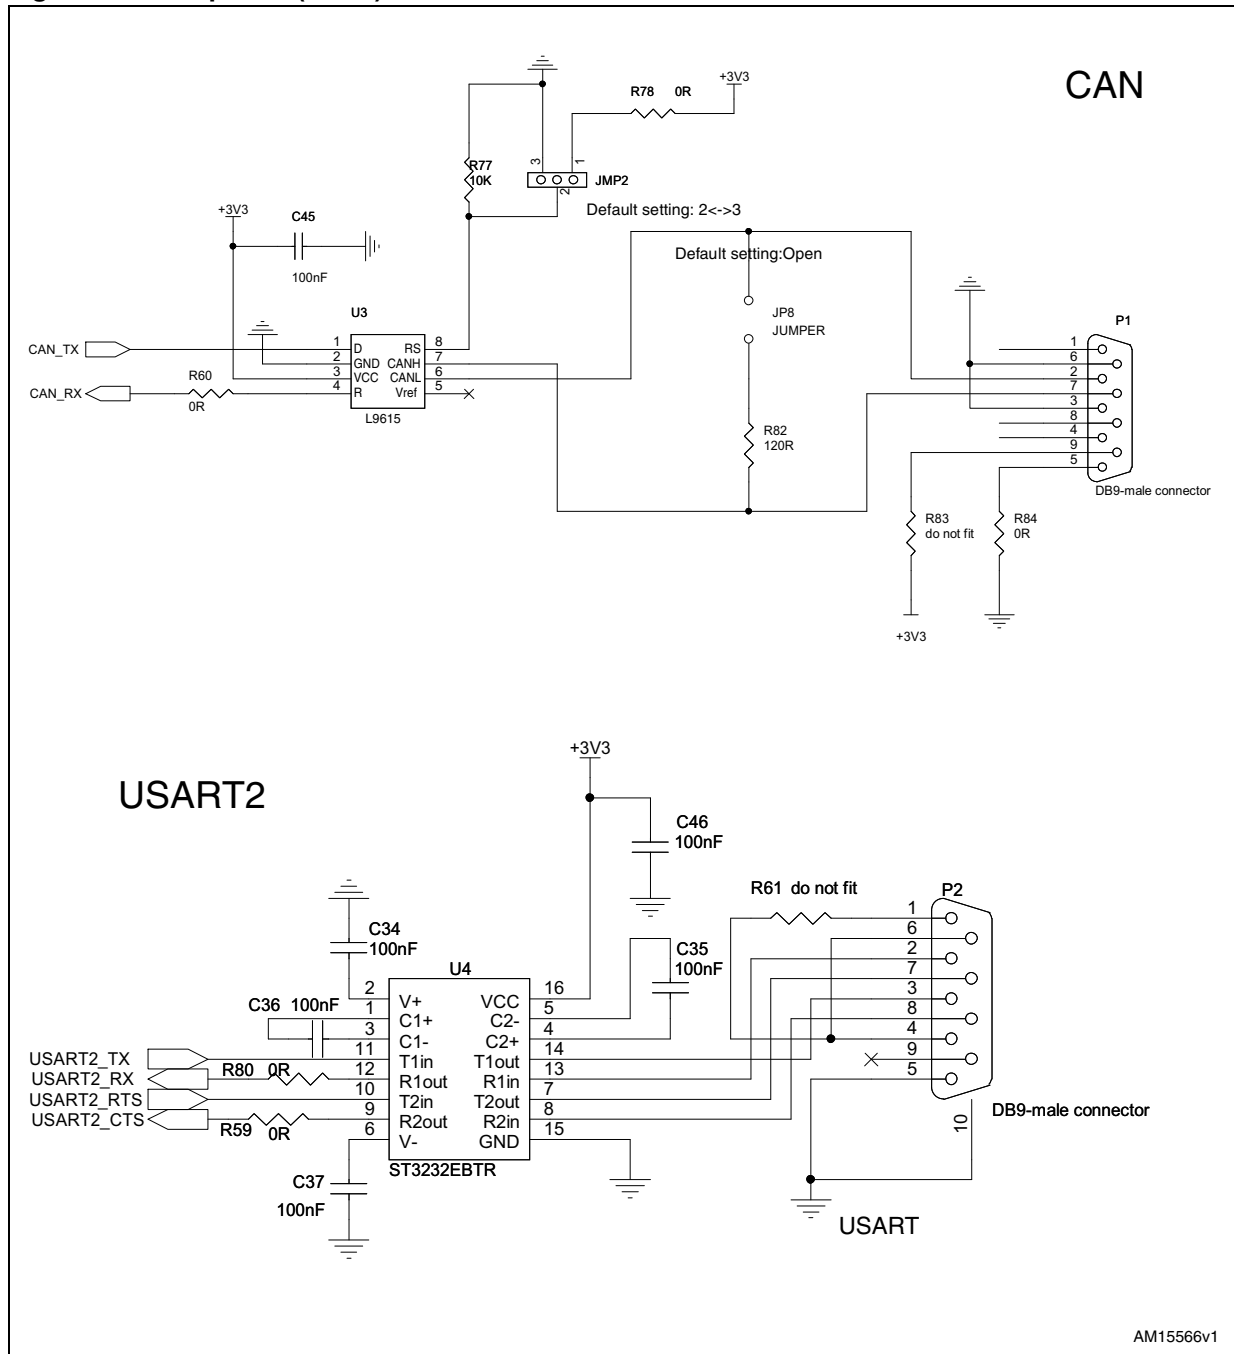 CAN
+3V3
R78 0R
R77
10K
3
1
2
JMP2
Default setting: 2<->3
+3V3
C45
100nF
Default setting:Open
JP8
JUMPER
U3
CAN_TX
CAN_RX
R60
0R
1 D RS 8
2 GND CANH 7
3 VCC CANL 6
4 R Vref 5
L9615
R82
120R
P1
1
6
2
7
3
8
4
9
5
DB9-male connector
R83
do not fit
R84
0R
+3V3
USART2
+3V3
C46
100nF
R61 do not fit
P2
C34
100nF
C35
100nF
U4
C36 100nF
2 V+ VCC 16
1 C1+ C2- 5
3 C1- C2+ 4
11 T1in T1out 14
12 R1out R1in 13
10 T2in T2out 7
9 R2out R2in 8
6 V- GND 15
ST3232EBTR
USART2_TX
USART2_RX
USART2_RTS
USART2_CTS
R80 0R
R59 0R
C37
100nF
1
6
2
7
3
8
4
9
5
10
DB9-male connector
USART
AM15566v1